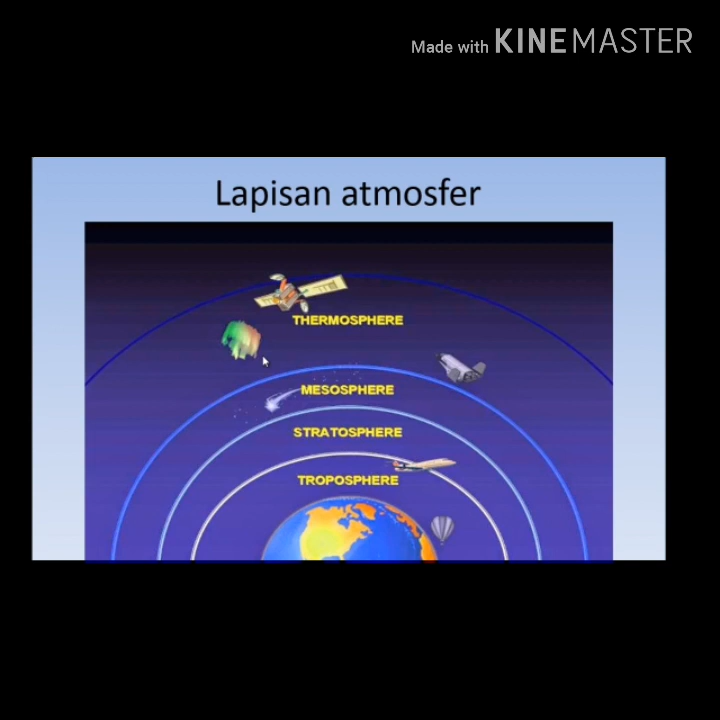 Made with KINEMASTER
Lapisan atmosfer
THERMOSPHERE
MESOSPHERE
STRATOSPHERE
TROPOSPHERE